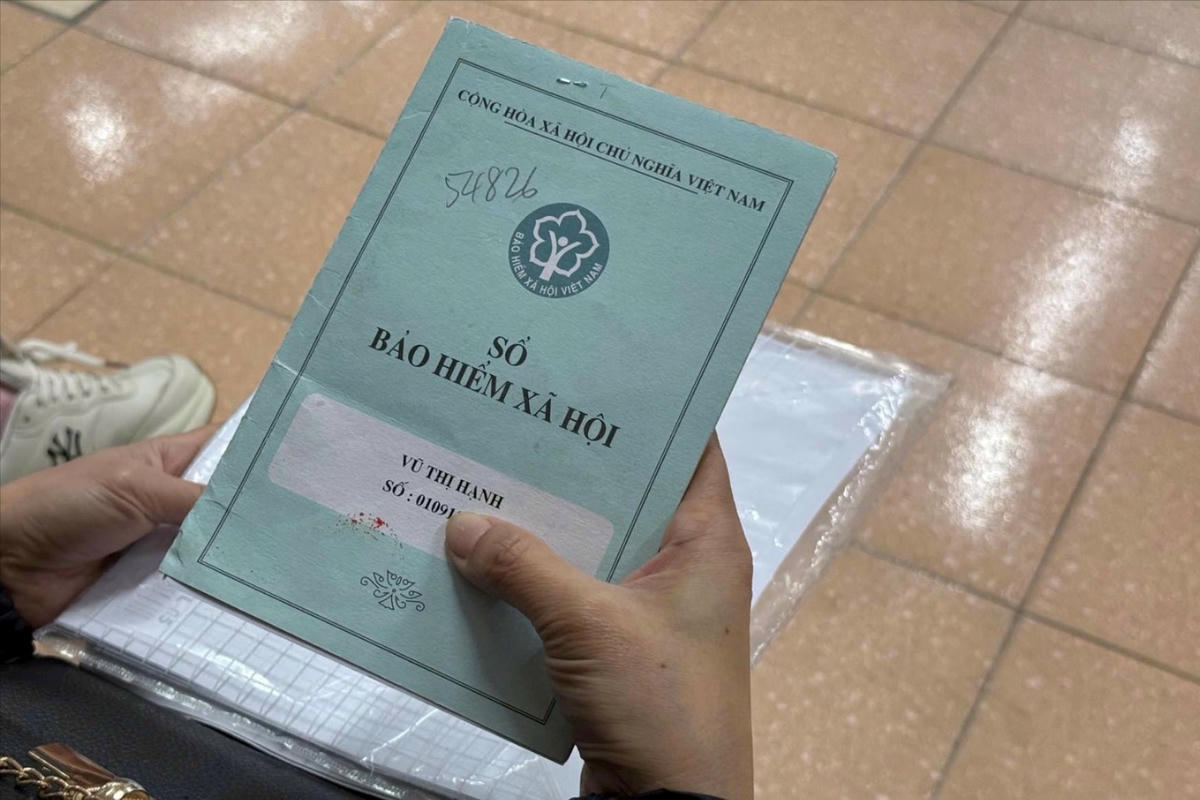 CỘNG HÒA XÃ HỘI CHỦ NGHĨA VIỆT NAM
54826
BẢO HIỂM XÃ HỘI VIỆT NAM
SỔ
BẢO HIỂM XÃ HỘI
VŨ THỊ HẠNH
SỐ : 01091
NY